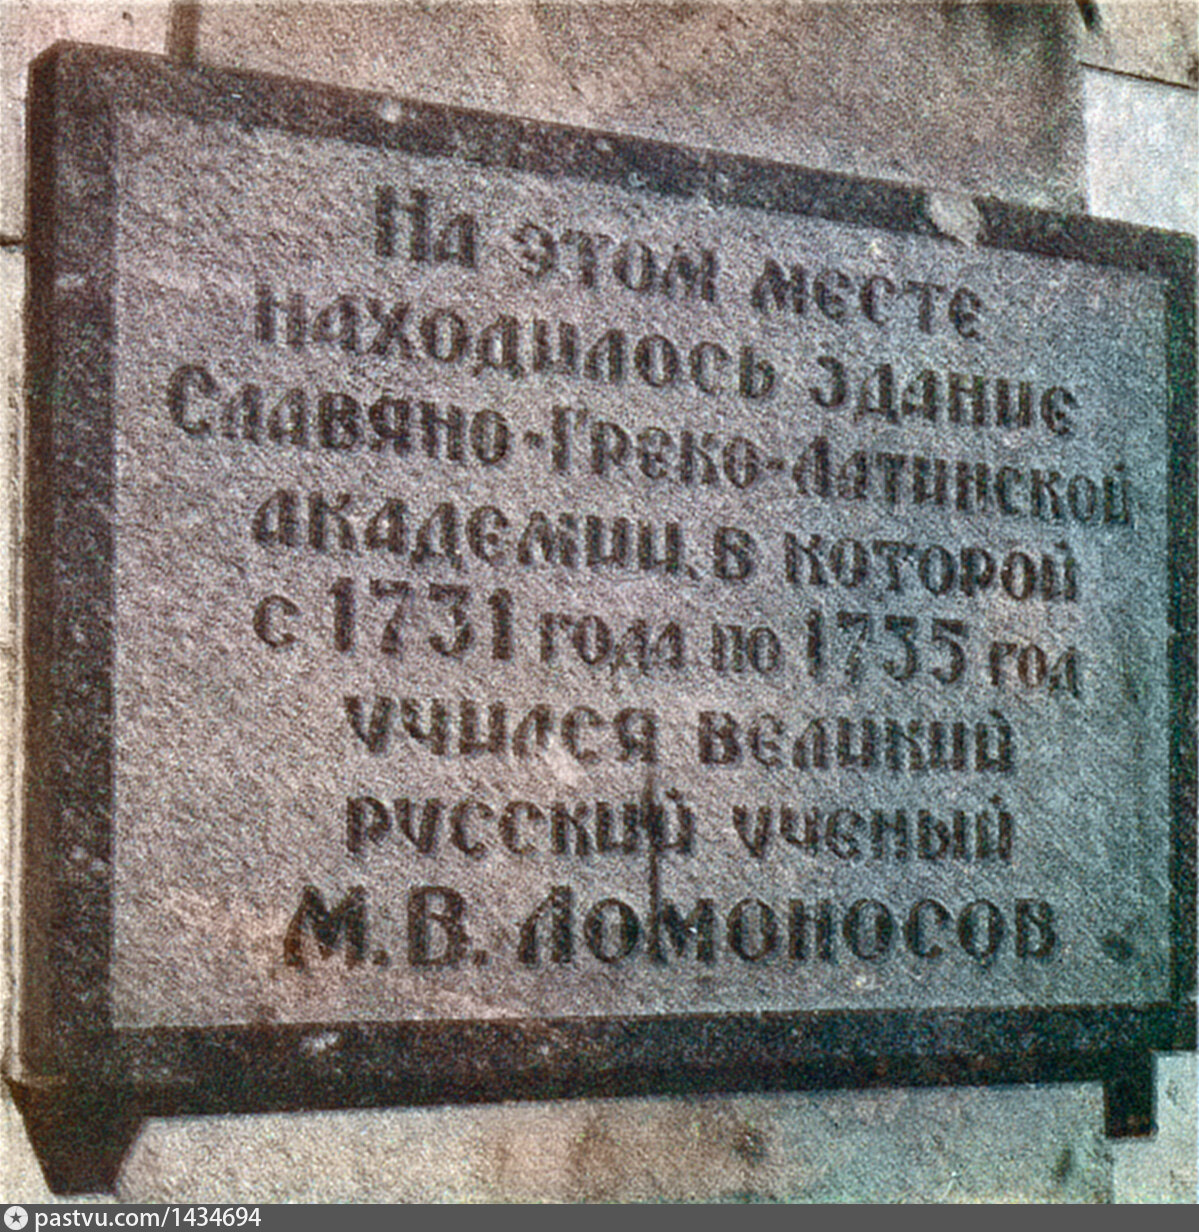 На этом месте
находилось здание
Славяно-Греко-Латинской
академии, в которой
с 1731 года по 1735 год
учился великий
русский ученый
М.В. Ломоносов
pastvu.com/1434694